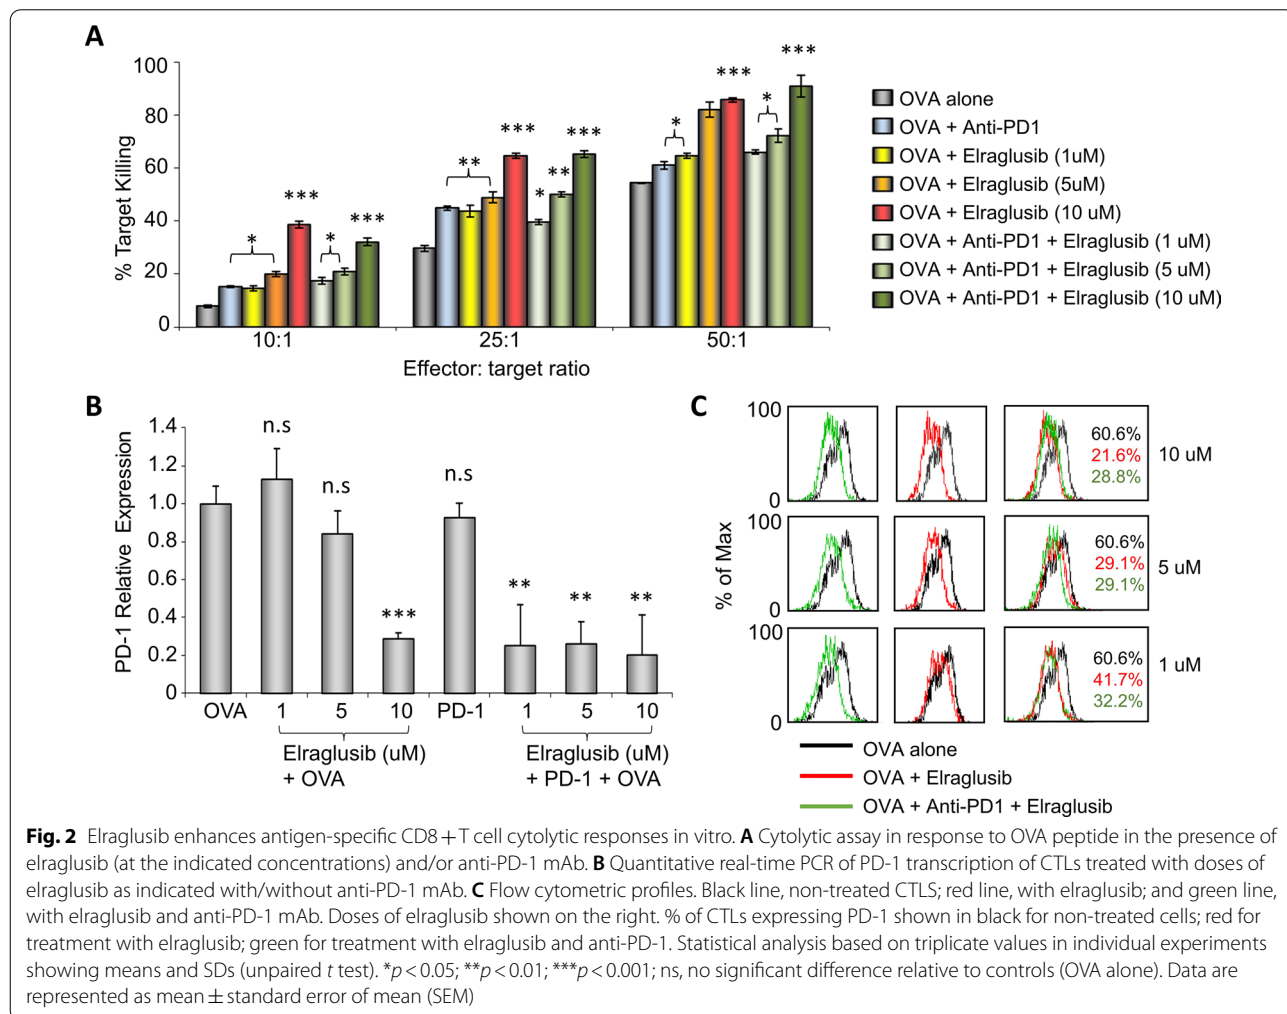 A
% Target Killing
100
80
60
40
20
0
***
*
*
***
**
***
*
**
***
*
***
*
***
10:1
25:1
50:1
Effector: target ratio
OVA alone
OVA + Anti-PD1
OVA + Elraglusib (1uM)
OVA + Elraglusib (5uM)
OVA + Elraglusib (10 uM)
OVA + Anti-PD1 + Elraglusib (1 uM)
OVA + Anti-PD1 + Elraglusib (5 uM)
OVA + Anti-PD1 + Elraglusib (10 uM)
B
PD-1 Relative Expression
1.4
1.2
1.0
0.8
0.6
0.4
0.2
0
n.s
n.s
***
n.s
**
**
**
OVA 1 5 10 PD-1 1 5 10
Elraglusib (uM)
+ OVA
Elraglusib (uM)
+ PD-1 + OVA
C
% of Max
100
0
60.6%
21.6%
28.8%
10 uM
100
0
60.6%
29.1%
29.1%
5 uM
100
0
60.6%
41.7%
32.2%
1 uM
OVA alone
OVA + Elraglusib
OVA + Anti-PD1 + Elraglusib
Fig. 2 Elraglusib enhances antigen-specific CD8 + T cell cytolytic responses in vitro. A Cytolytic assay in response to OVA peptide in the presence of
elraglusib (at the indicated concentrations) and/or anti-PD-1 mAb. B Quantitative real-time PCR of PD-1 transcription of CTLs treated with doses of
elraglusib as indicated with/without anti-PD-1 mAb. C Flow cytometric profiles. Black line, non-treated CTLS; red line, with elraglusib; and green line,
with elraglusib and anti-PD-1 mAb. Doses of elraglusib shown on the right. % of CTLs expressing PD-1 shown in black for non-treated cells; red for
treatment with elraglusib; green for treatment with elraglusib and anti-PD-1. Statistical analysis based on triplicate values in individual experiments
showing means and SDs (unpaired t test). *p < 0.05; **p < 0.01; ***p < 0.001; ns, no significant difference relative to controls (OVA alone). Data are
represented as mean ± standard error of mean (SEM)